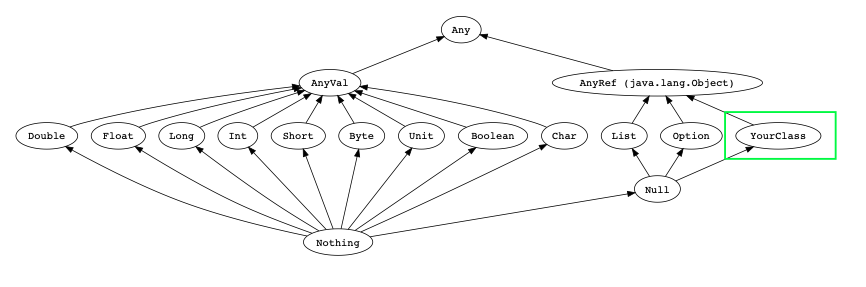 Any
AnyVal
AnyRef (java.lang.Object)
Double
Float
Long
Int
Short
Byte
Unit
Boolean
Char
List
Option
YourClass
Null
Nothing